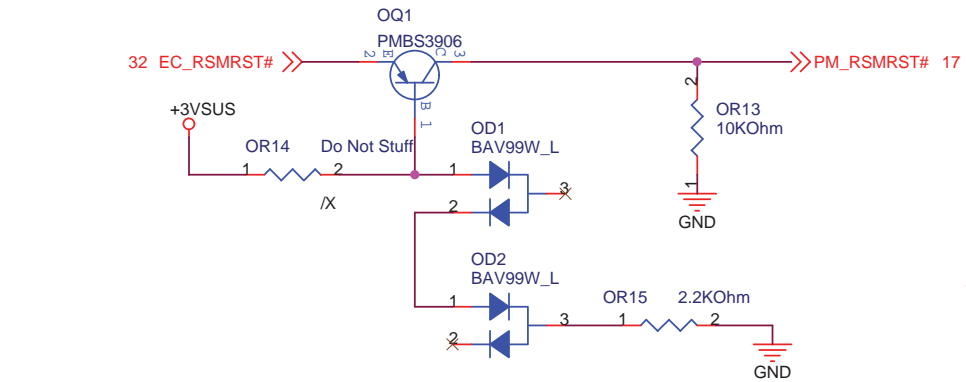 OQ1
PMBS3906
32 EC_RSMRST#
2 E C 3
PM_RSMRST# 17
B 1
+3VSUS
OR14 Do Not Stuff
1 2
/X
OD1
BAV99W_L
1
3
2
2
OR13
10KOhm
1
GND
OD2
BAV99W_L
1
3
2
OR15 2.2KOhm
1 2
GND